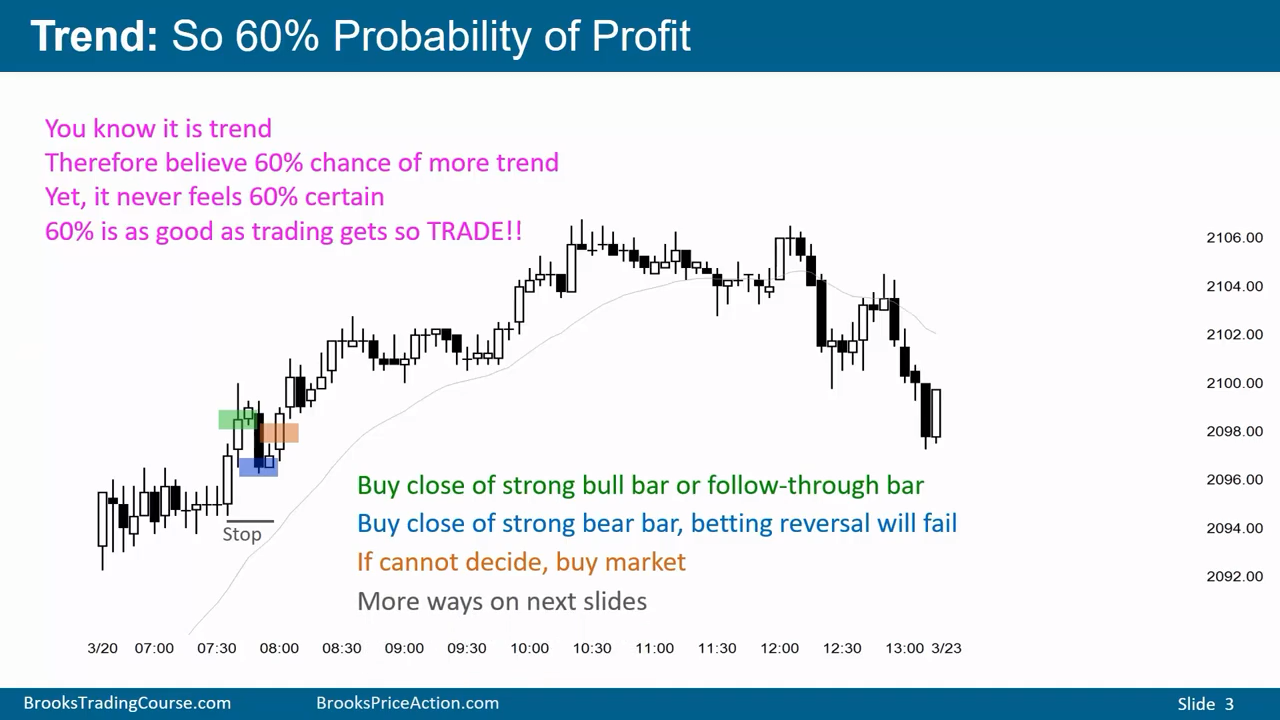 Trend: So 60% Probability of Profit
You know it is trend
Therefore believe 60% chance of more trend
Yet, it never feels 60% certain
60% is as good as trading gets so TRADE!!
2106.00
2104.00
2102.00
2100.00
2098.00
2096.00
2094.00
2092.00
Stop
Buy close of strong bull bar or follow-through bar
Buy close of strong bear bar, betting reversal will fail
If cannot decide, buy market
More ways on next slides
3/20 07:00 07:30 08:00 08:30 09:00 09:30 10:00 10:30 11:00 11:30 12:00 12:30 13:00 3/23
BrooksTradingCourse.com BrooksPriceAction.com Slide 3